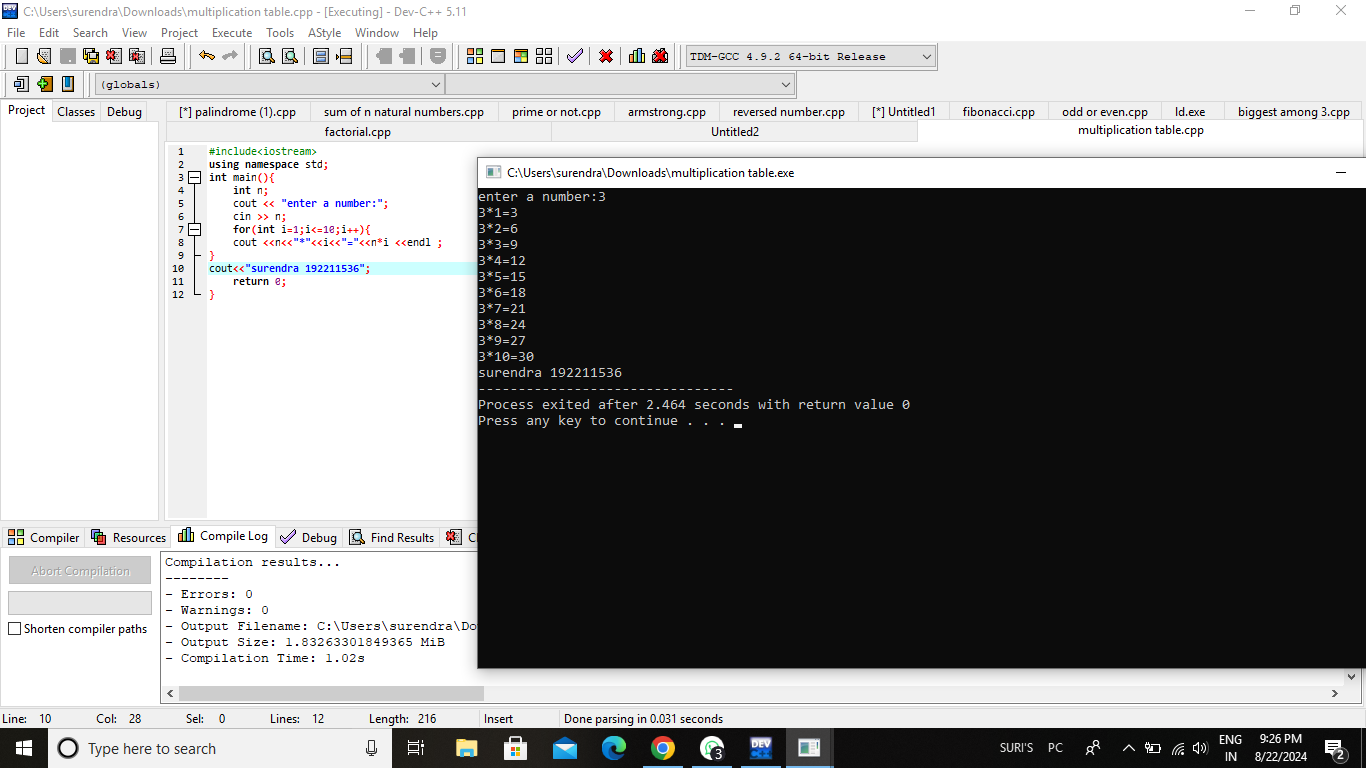 C:\Users\surendra\Downloads\multiplication table.cpp - [Executing] - Dev-C++ 5.11
File Edit Search View Project Execute Tools AStyle Window Help
TDM-GCC 4.9.2 64-bit Release
(globals)
Project Classes Debug
[*] palindrome (1).cpp sum of n natural numbers.cpp prime or not.cpp armstrong.cpp reversed number.cpp [*] Untitled1 fibonacci.cpp odd or even.cpp ld.exe biggest among 3.cpp
factorial.cpp Untitled2 multiplication table.cpp
1 #include<iostream>
2 using namespace std;
3 int main(){
4 int n;
5 cout << "enter a number:";
6 cin >> n;
7 for(int i=1;i<=10;i++){
8 cout <<n<<"*"<<i<<"="<<n*i <<endl ;
9 }
10 cout<<"surendra 192211536";
11 return 0;
12 }
C:\Users\surendra\Downloads\multiplication table.exe
enter a number:3
3*1=3
3*2=6
3*3=9
3*4=12
3*5=15
3*6=18
3*7=21
3*8=24
3*9=27
3*10=30
surendra 192211536
--------------------------------
Process exited after 2.464 seconds with return value 0
Press any key to continue . . .
Compiler Resources Compile Log Debug Find Results
Abort Compilation
Shorten compiler paths
Compilation results...
--------
- Errors: 0
- Warnings: 0
- Output Filename: C:\Users\surendra\Do
- Output Size: 1.83263301849365 MiB
- Compilation Time: 1.02s
Line: 10 Col: 28 Sel: 0 Lines: 12 Length: 216 Insert Done parsing in 0.031 seconds
Type here to search
3
DEV
SURI'S PC
ENG
IN
9:26 PM
8/22/2024
2